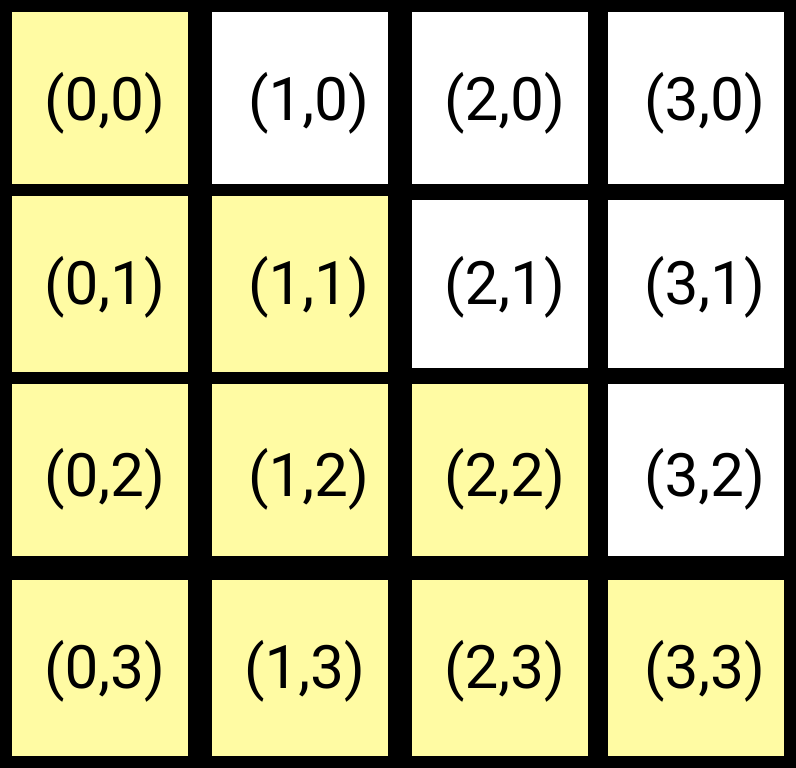 (0,0) (1,0) (2,0) (3,0)
(0,1) (1,1) (2,1) (3,1)
(0,2) (1,2) (2,2) (3,2)
(0,3) (1,3) (2,3) (3,3)